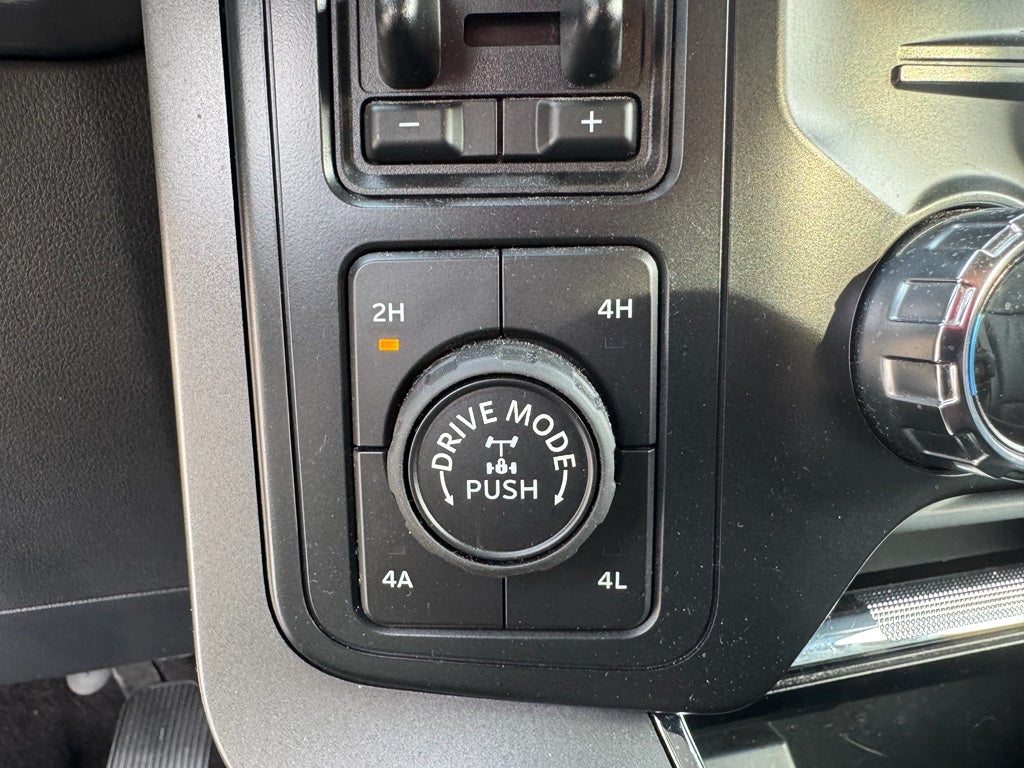 − +
2H 4H
DRIVE MODE
PUSH
4A 4L